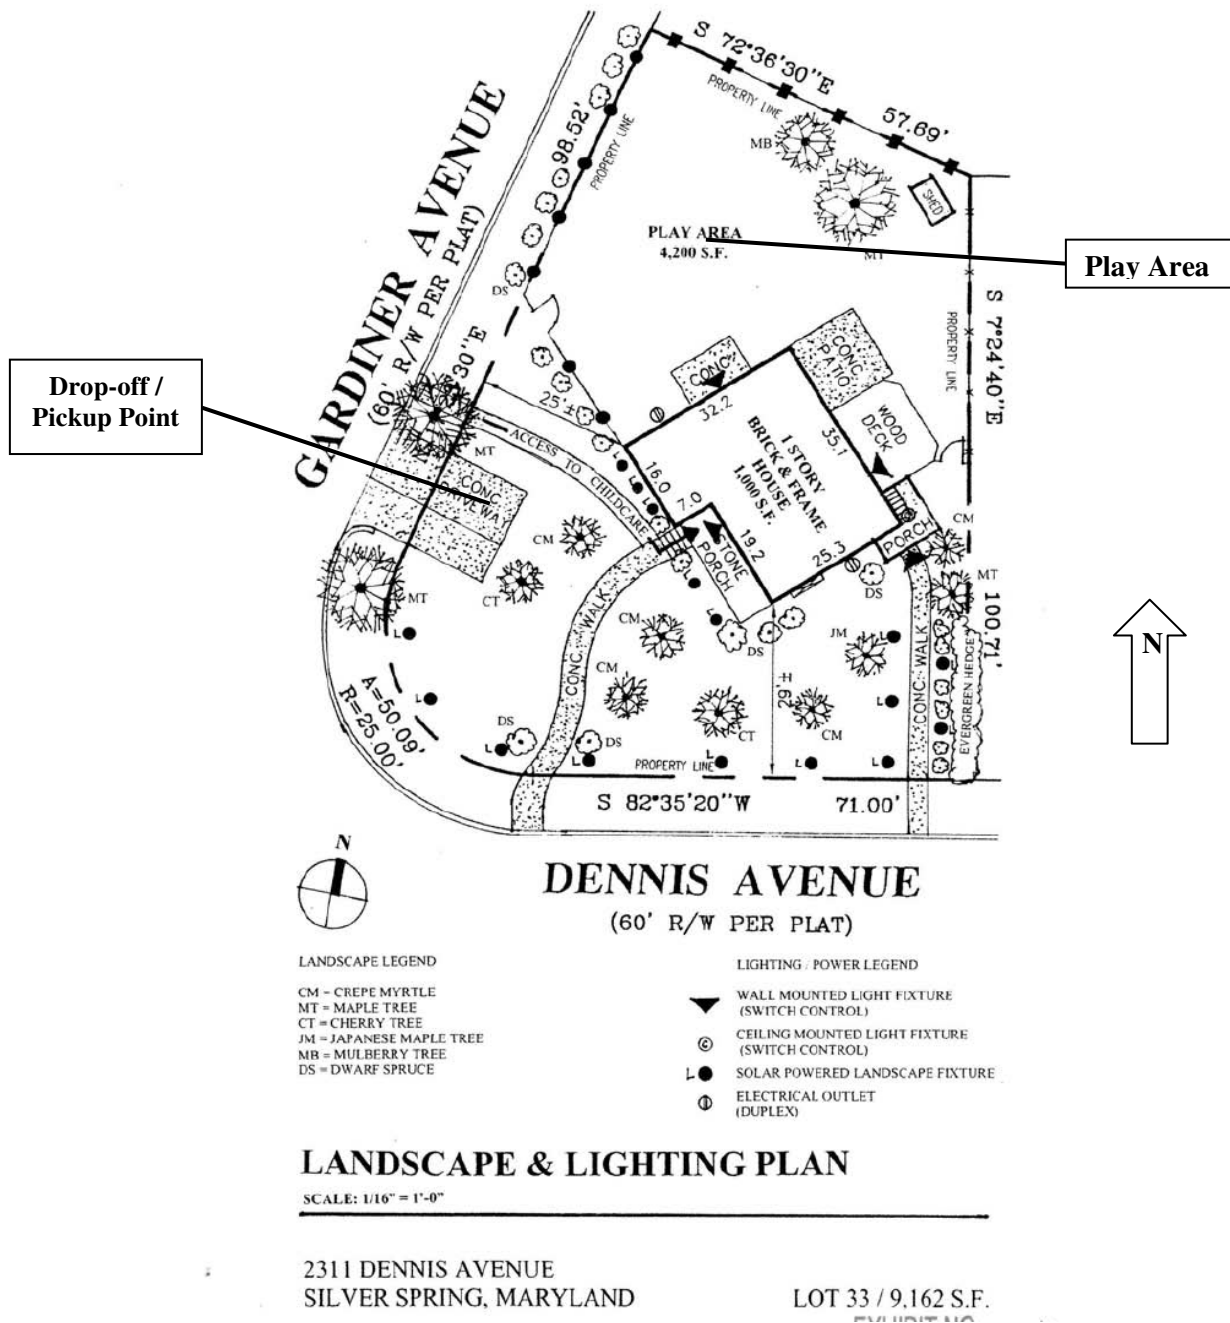 S 72°36'30"E
57.69'
PROPERTY LINE
MB
SHED
98.52'
PROPERTY LINE
GARDINER AVENUE
(60' R/W PER PLAT)
30"E
PLAY AREA
4,200 S.F.
MT
Play Area
DS
S 7°24'40"E
100.71'
PROPERTY LINE
Drop-off /
Pickup Point
CONC
CONC
PATIO
WOOD
DECK
25'±
32.2
35.1
1 STORY
BRICK & FRAME
HOUSE
1,000 S.F.
ACCESS TO CHILDCARE
MT
CONC
DRIVEWAY
16.0
7.0
19.2
25.3
STONE
PORCH
PORCH
CM
CM
CT
MT
DS
MT
L
L
L
L
L
L
L
L
L
L
L
L
L
L
CM
JM
DS
CONC. WALK
CONC WALK
EVERGREEN HEDGE
N
29'±
CM
CT
CM
DS
DS
A=50.09'
R=25.00'
PROPERTY LINE
S 82°35'20"W
71.00'
N
DENNIS AVENUE
(60' R/W PER PLAT)
LANDSCAPE LEGEND
CM = CREPE MYRTLE
MT = MAPLE TREE
CT = CHERRY TREE
JM = JAPANESE MAPLE TREE
MB = MULBERRY TREE
DS = DWARF SPRUCE
LIGHTING / POWER LEGEND
WALL MOUNTED LIGHT FIXTURE
(SWITCH CONTROL)
CEILING MOUNTED LIGHT FIXTURE
(SWITCH CONTROL)
L SOLAR POWERED LANDSCAPE FIXTURE
ELECTRICAL OUTLET
(DUPLEX)
LANDSCAPE & LIGHTING PLAN
SCALE: 1/16" = 1'-0"
2311 DENNIS AVENUE
SILVER SPRING, MARYLAND
LOT 33 / 9,162 S.F.
EXHIBIT NO